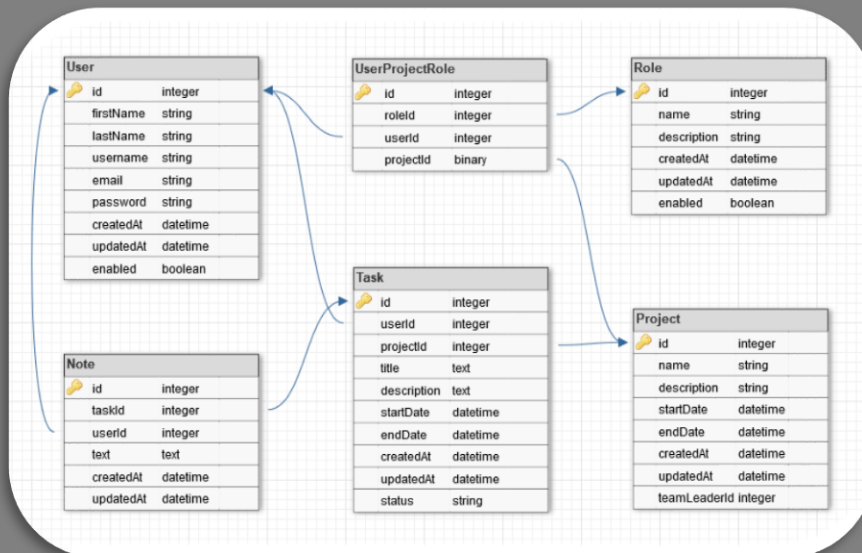 User
id integer
firstName string
lastName string
username string
email string
password string
createdAt datetime
updatedAt datetime
enabled boolean
UserProjectRole
id integer
roleId integer
userId integer
projectId binary
Role
id integer
name string
description string
createdAt datetime
updatedAt datetime
enabled boolean
Task
id integer
userId integer
projectId integer
title text
description text
startDate datetime
endDate datetime
createdAt datetime
updatedAt datetime
status string
Project
id integer
name string
description string
startDate datetime
endDate datetime
createdAt datetime
updatedAt datetime
teamLeaderId integer
Note
id integer
taskId integer
userId integer
text text
createdAt datetime
updatedAt datetime